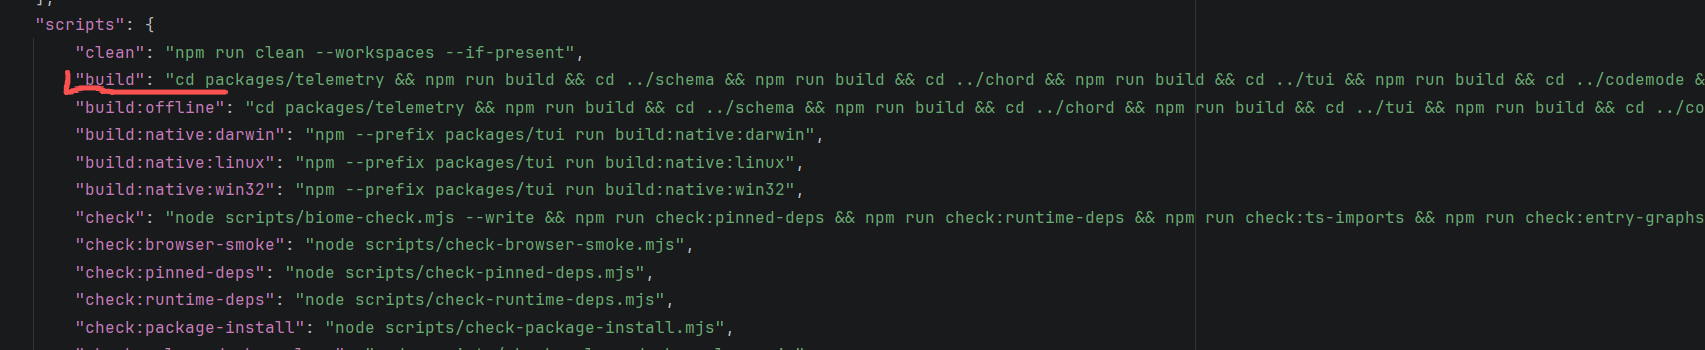 "scripts": {
"clean": "npm run clean --workspaces --if-present",
"build": "cd packages/telemetry && npm run build && cd ../schema && npm run build && cd ../chord && npm run build && cd ../tui && npm run build && cd ../codemode &
"build:offline": "cd packages/telemetry && npm run build && cd ../schema && npm run build && cd ../chord && npm run build && cd ../tui && npm run build && cd ../co
"build:native:darwin": "npm --prefix packages/tui run build:native:darwin",
"build:native:linux": "npm --prefix packages/tui run build:native:linux",
"build:native:win32": "npm --prefix packages/tui run build:native:win32",
"check": "node scripts/biome-check.mjs --write && npm run check:pinned-deps && npm run check:runtime-deps && npm run check:ts-imports && npm run check:entry-graphs
"check:browser-smoke": "node scripts/check-browser-smoke.mjs",
"check:pinned-deps": "node scripts/check-pinned-deps.mjs",
"check:runtime-deps": "node scripts/check-runtime-deps.mjs",
"check:package-install": "node scripts/check-package-install.mjs",